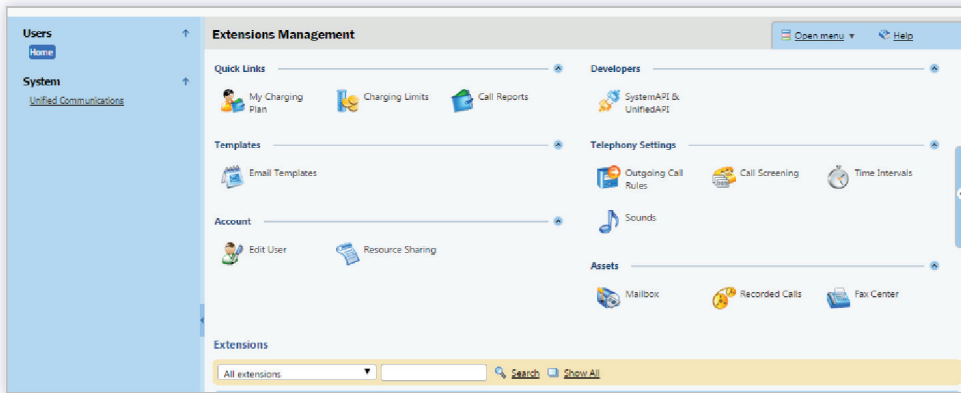 Users
Home
System
Unified Communications
Extensions Management
Open menu
Help
Quick Links
My Charging
Plan
Charging Limits
Call Reports
Templates
Email Templates
Account
Edit User
Resource Sharing
Developers
SystemAPI &
UnifiedAPI
Telephony Settings
Outgoing Call
Rules
Call Screening
Time Intervals
Sounds
Assets
Mailbox
Recorded Calls
Fax Center
Extensions
All extensions
Search
Show All